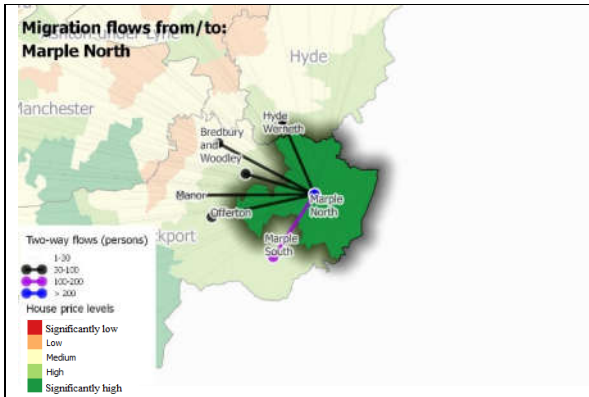 Migration flows from/to:
Marple North
Hyde
Manchester
Hyde
Werneth
Bredbury
and
Woodley
Manor
Offerton
Marple
North
Marple
South
Two-way flows (persons)
1-30
30-100
100-200
> 200
House price levels
Significantly low
Low
Medium
High
Significantly high